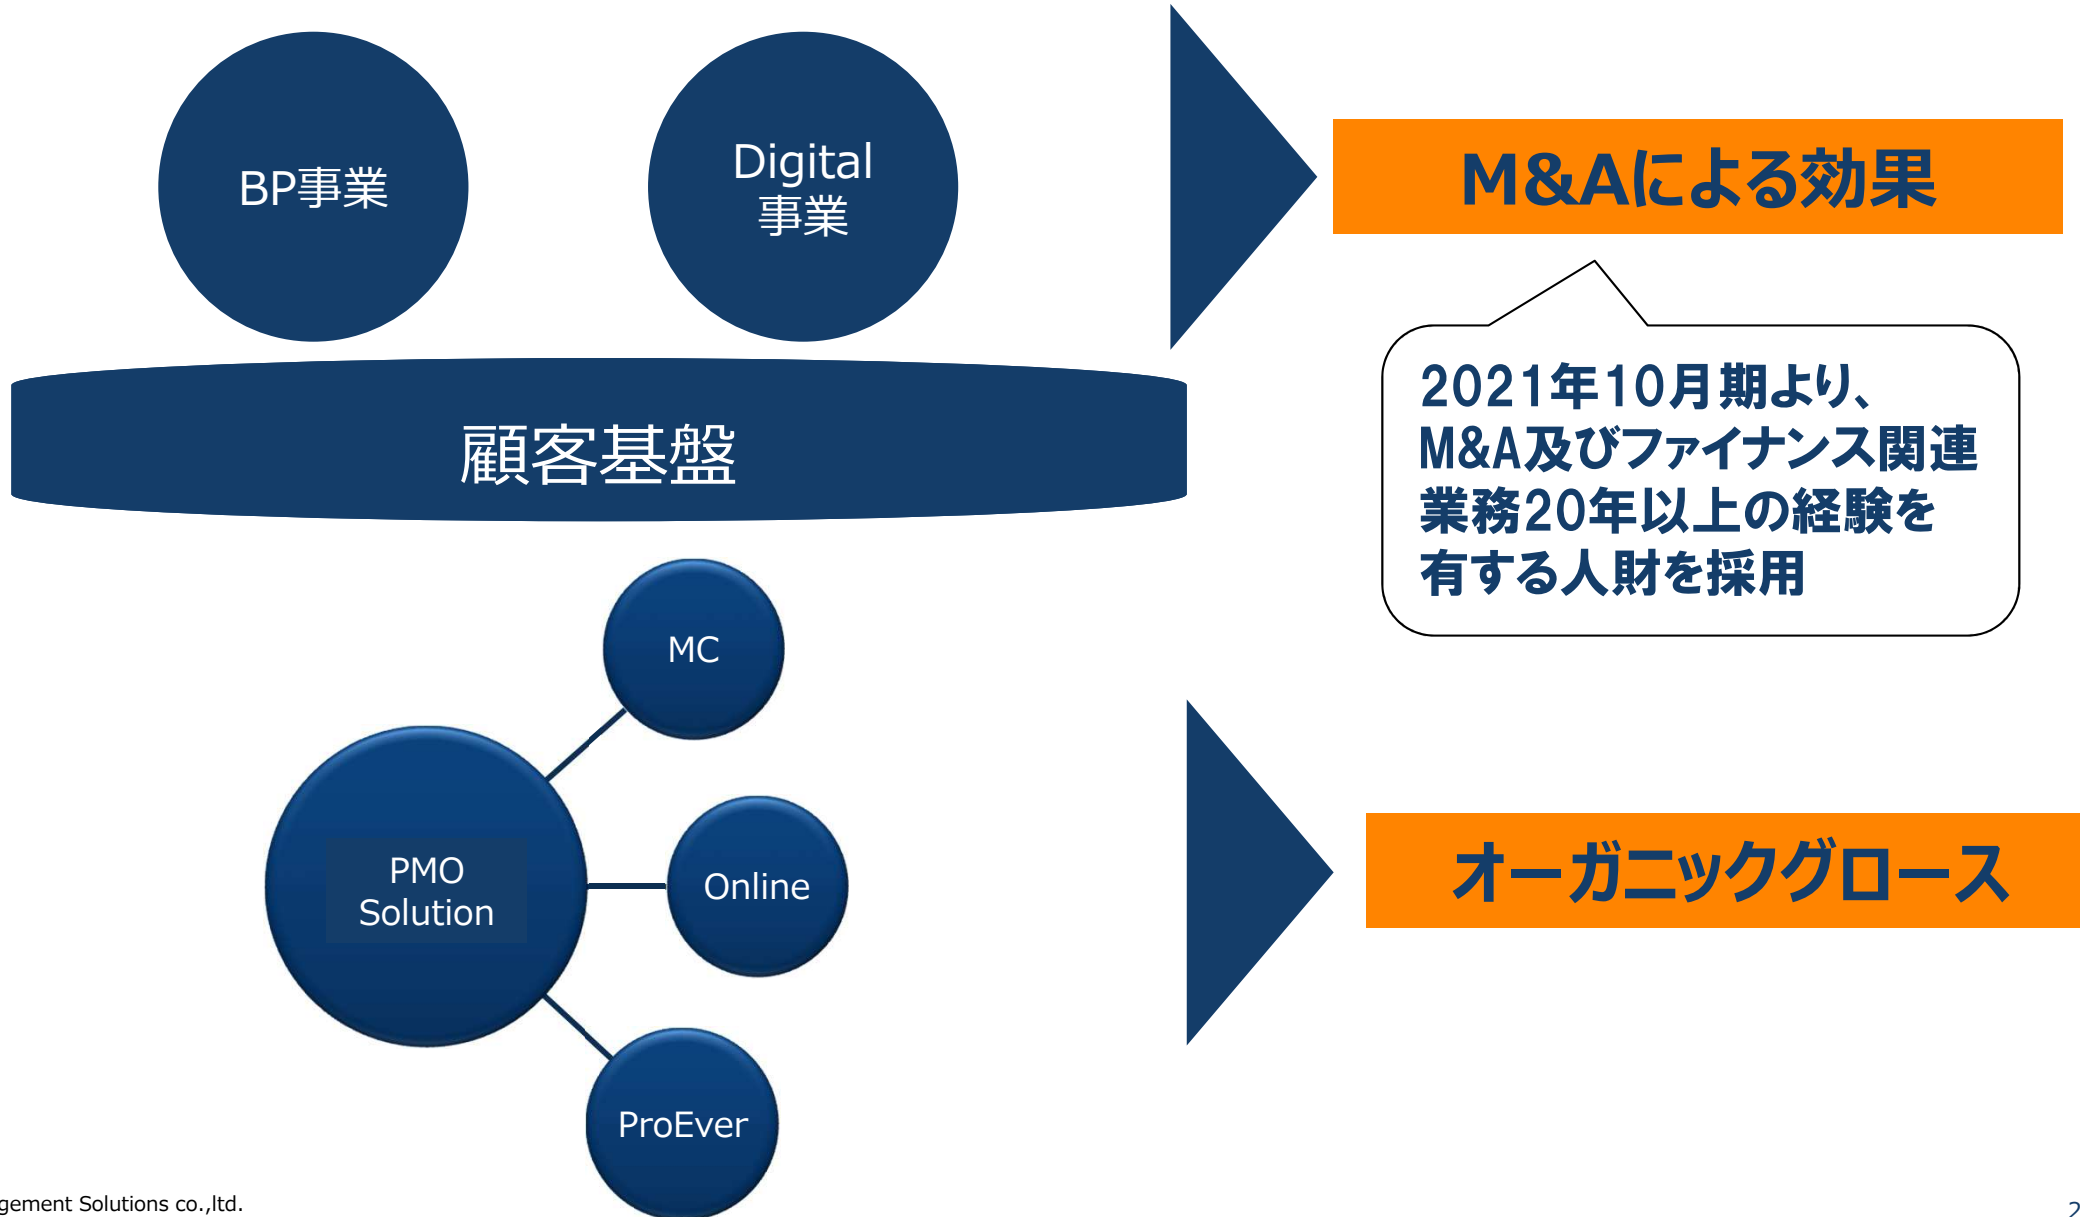 BP事業
Digital
事業
M&Aによる効果
顧客基盤
2021年10月期より、
M&A及びファイナンス関連
業務20年以上の経験を
有する人財を採用
MC
PMO
Solution
Online
ProEver
オーガニックグロース
gement Solutions co.,ltd.
2